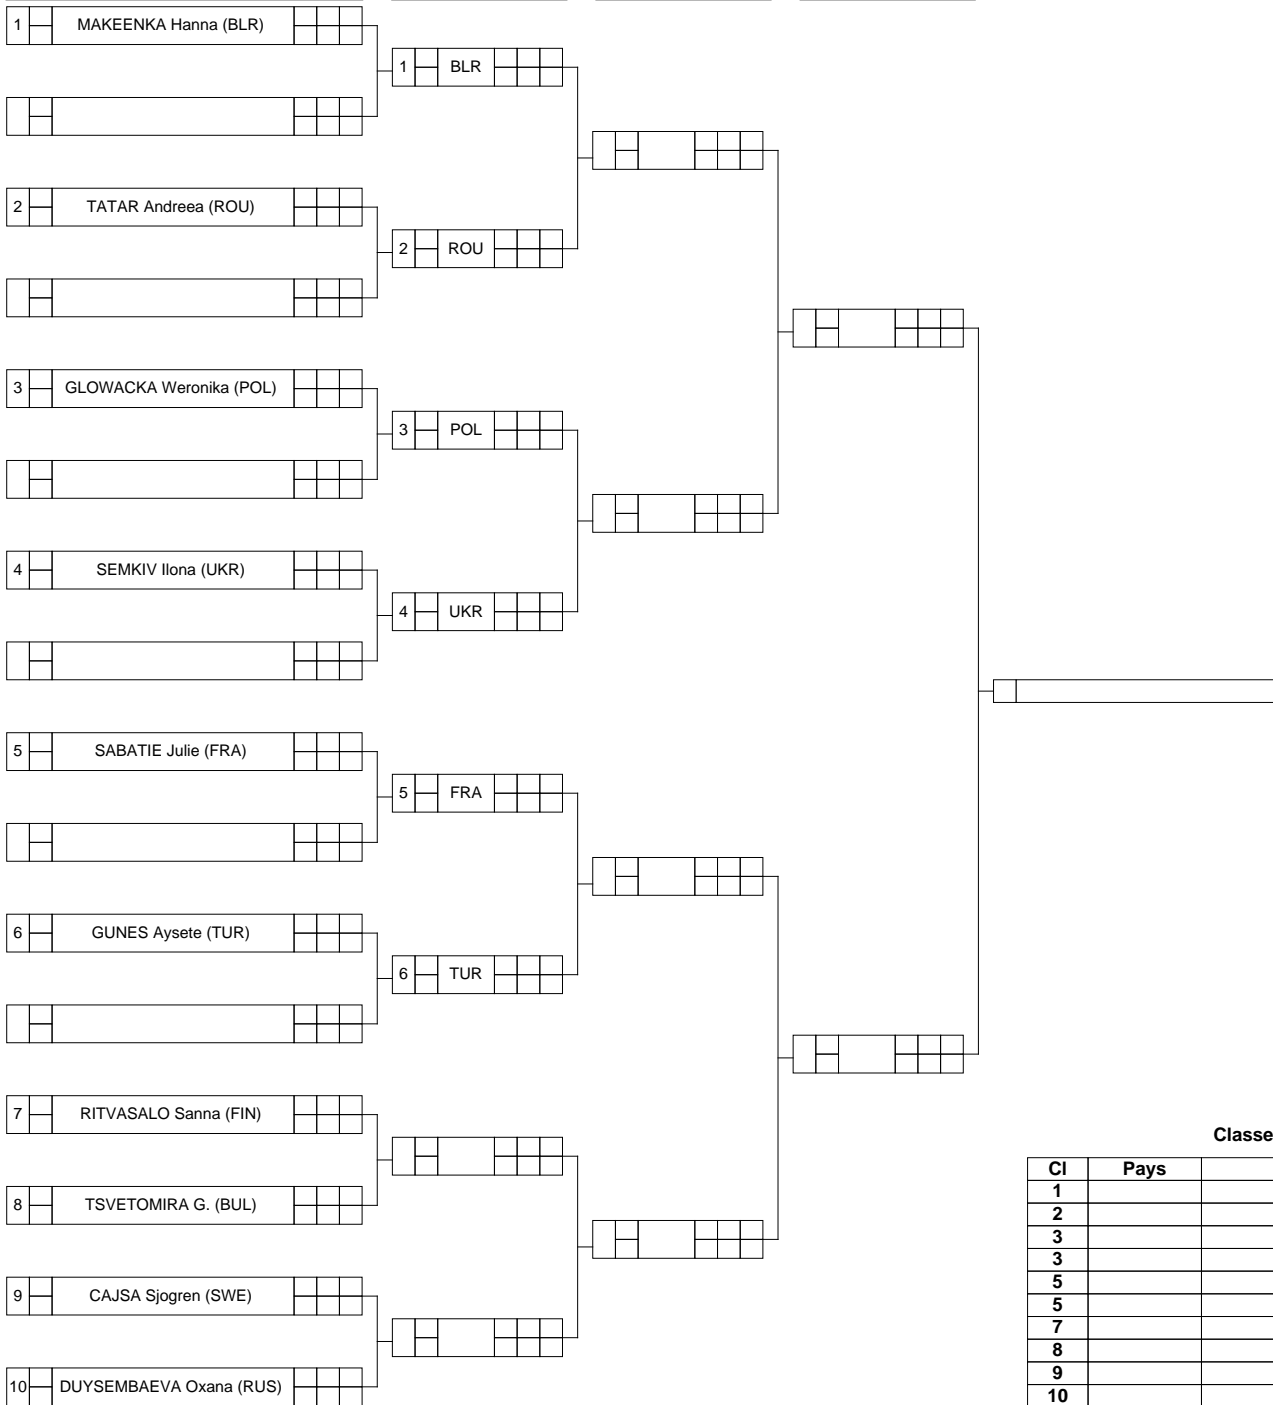 1 MAKEENKA Hanna (BLR)
1 BLR
2 TATAR Andreea (ROU)
2 ROU
3 GLOWACKA Weronika (POL)
3 POL
4 SEMKIV Ilona (UKR)
4 UKR
5 SABATIE Julie (FRA)
5 FRA
6 GUNES Aysete (TUR)
6 TUR
7 RITVASALO Sanna (FIN)
8 TSVETOMIRA G. (BUL)
9 CAJSA Sjogren (SWE)
10 DUYSEMBAEVA Oxana (RUS)
Classe
Cl Pays
1
2
3
3
5
5
7
8
9
10